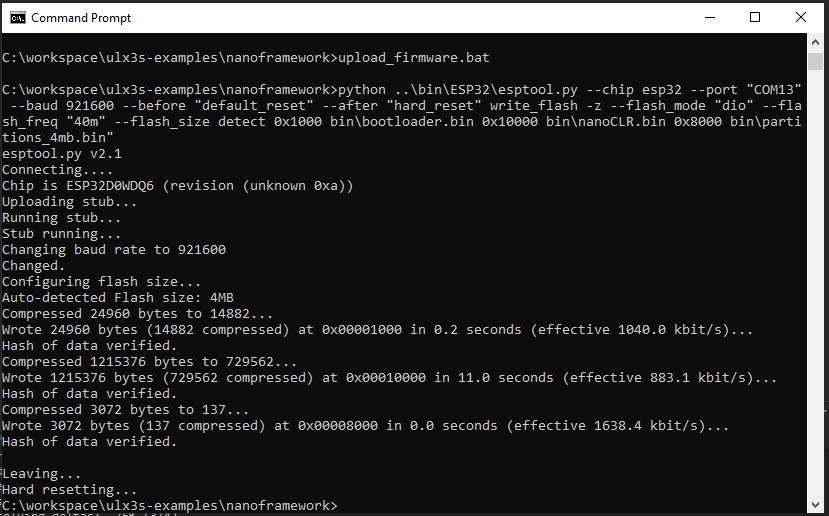 Command Prompt
C:\workspace\ulx3s-examples\nanoframework>upload_firmware.bat
C:\workspace\ulx3s-examples\nanoframework>python ..\bin\ESP32\esptool.py --chip esp32 --port "COM13"
 --baud 921600 --before "default_reset" --after "hard_reset" write_flash -z --flash_mode "dio" --fla
sh_freq "40m" --flash_size detect 0x1000 bin\bootloader.bin 0x10000 bin\nanoCLR.bin 0x8000 bin\parti
tions_4mb.bin"
esptool.py v2.1
Connecting....
Chip is ESP32D0WDQ6 (revision (unknown 0xa))
Uploading stub...
Running stub...
Stub running...
Changing baud rate to 921600
Changed.
Configuring flash size...
Auto-detected Flash size: 4MB
Compressed 24960 bytes to 14882...
Wrote 24960 bytes (14882 compressed) at 0x00001000 in 0.2 seconds (effective 1040.0 kbit/s)...
Hash of data verified.
Compressed 1215376 bytes to 729562...
Wrote 1215376 bytes (729562 compressed) at 0x00010000 in 11.0 seconds (effective 883.1 kbit/s)...
Hash of data verified.
Compressed 3072 bytes to 137...
Wrote 3072 bytes (137 compressed) at 0x00008000 in 0.0 seconds (effective 1638.4 kbit/s)...
Hash of data verified.
Leaving...
Hard resetting...
C:\workspace\ulx3s-examples\nanoframework>